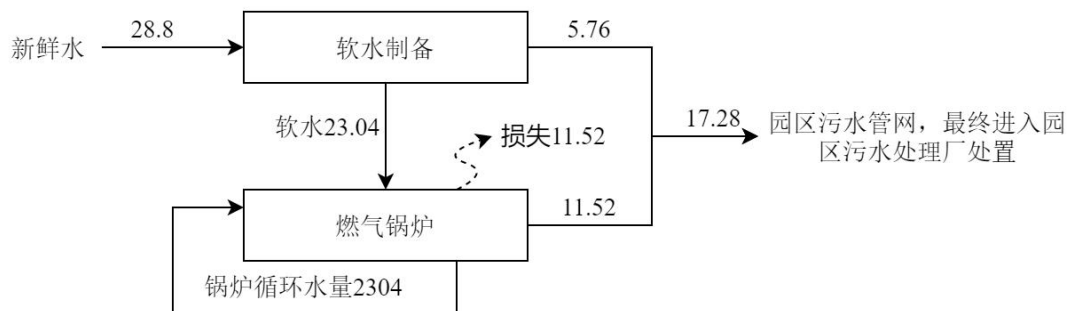 28.8
5.76
新鲜水
软水制备
软水23.04
损失11.52
17.28
园区污水管网，最终进入园
区污水处理厂处置
11.52
燃气锅炉
锅炉循环水量2304